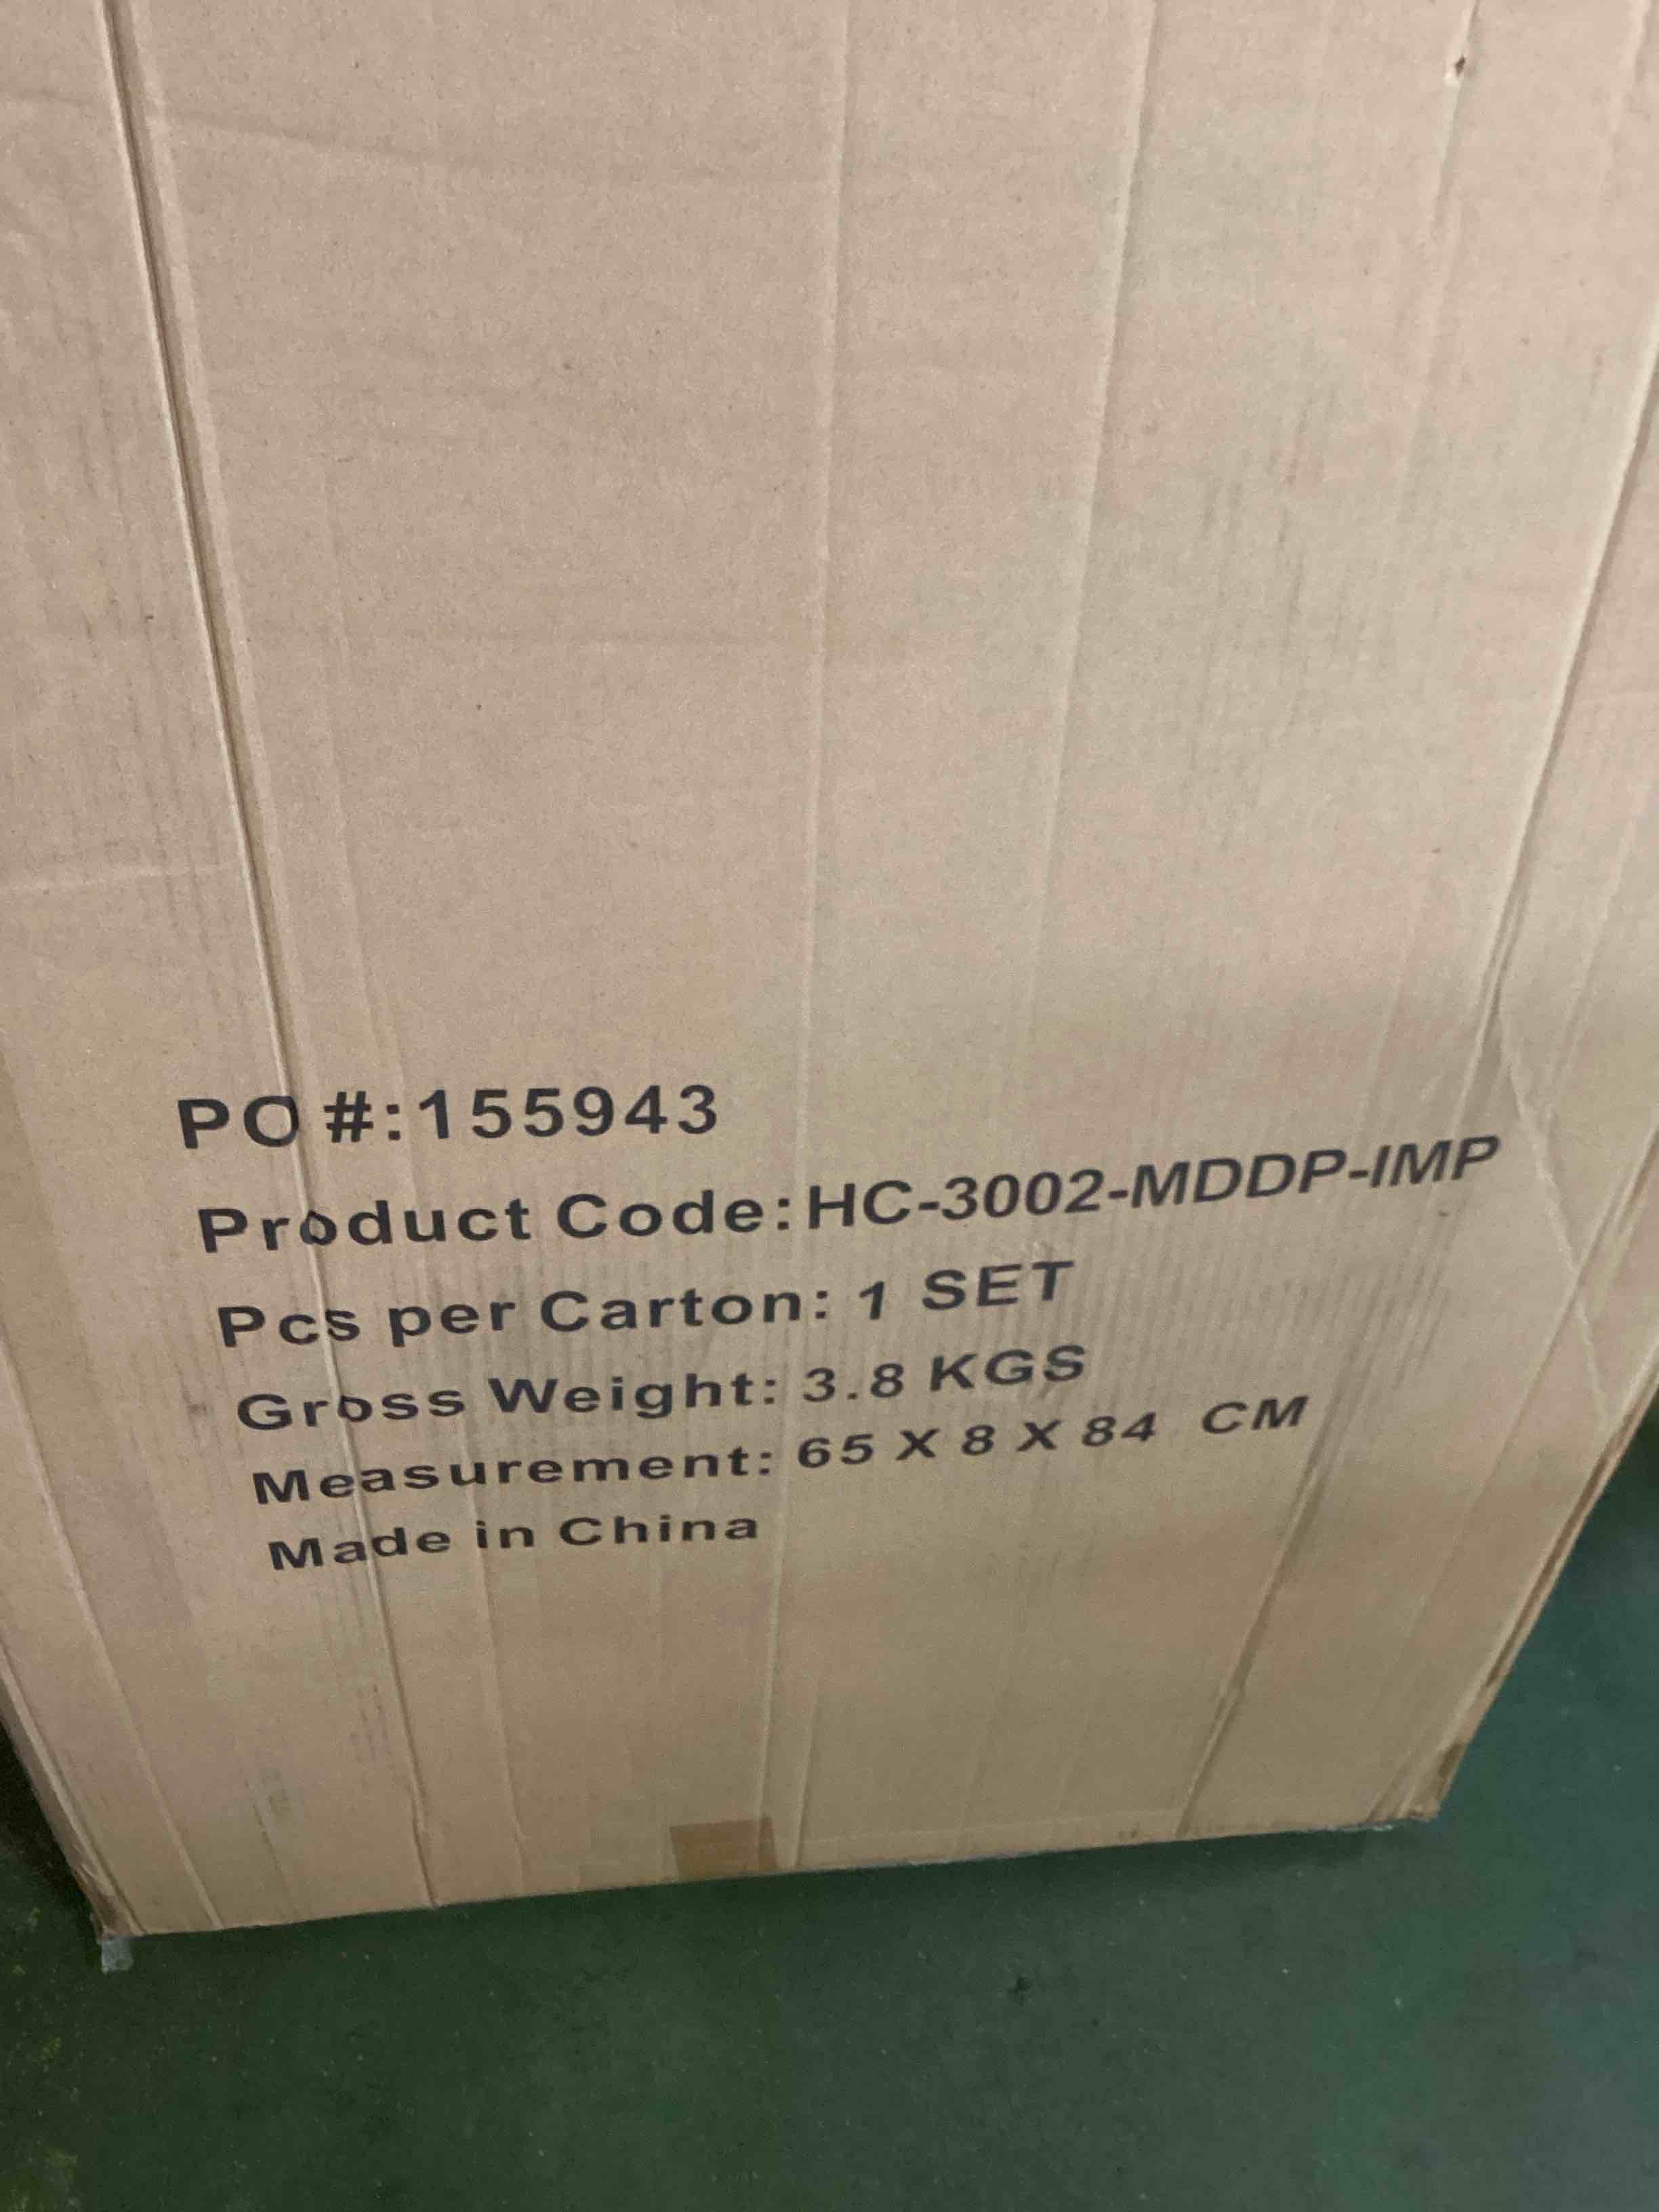 PO #:155943
Product Code:HC-3002-MDDP-IMP
Pcs per Carton: 1 SET
Gross Weight: 3.8 KGS
Measurement: 65 X 8 X 84 CM
Made in China